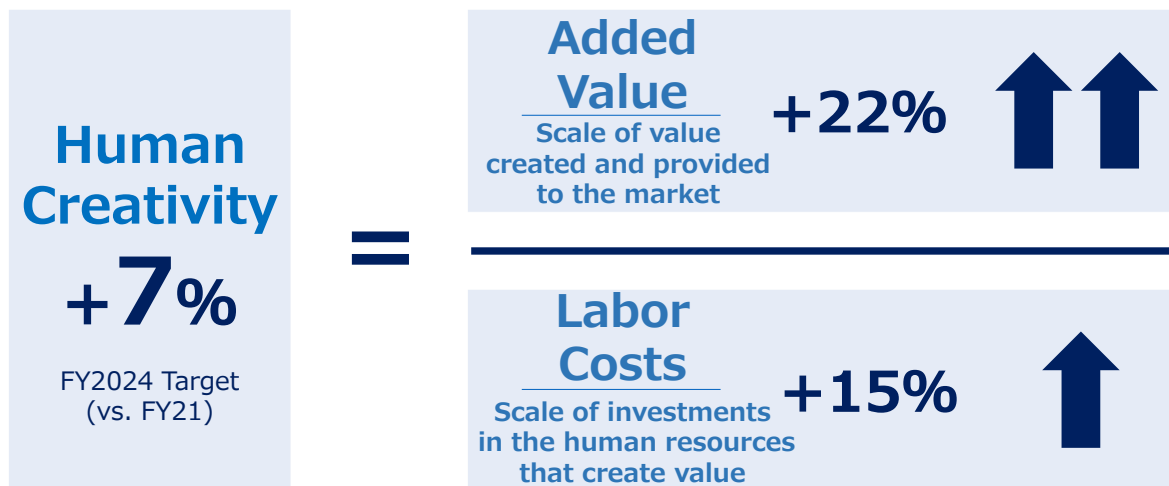 Human
Creativity
+7%
FY2024 Target
(vs. FY21)
=
Added
Value
Scale of value
created and provided
to the market
+22%
Labor
Costs
Scale of investments
in the human resources
that create value
+15%